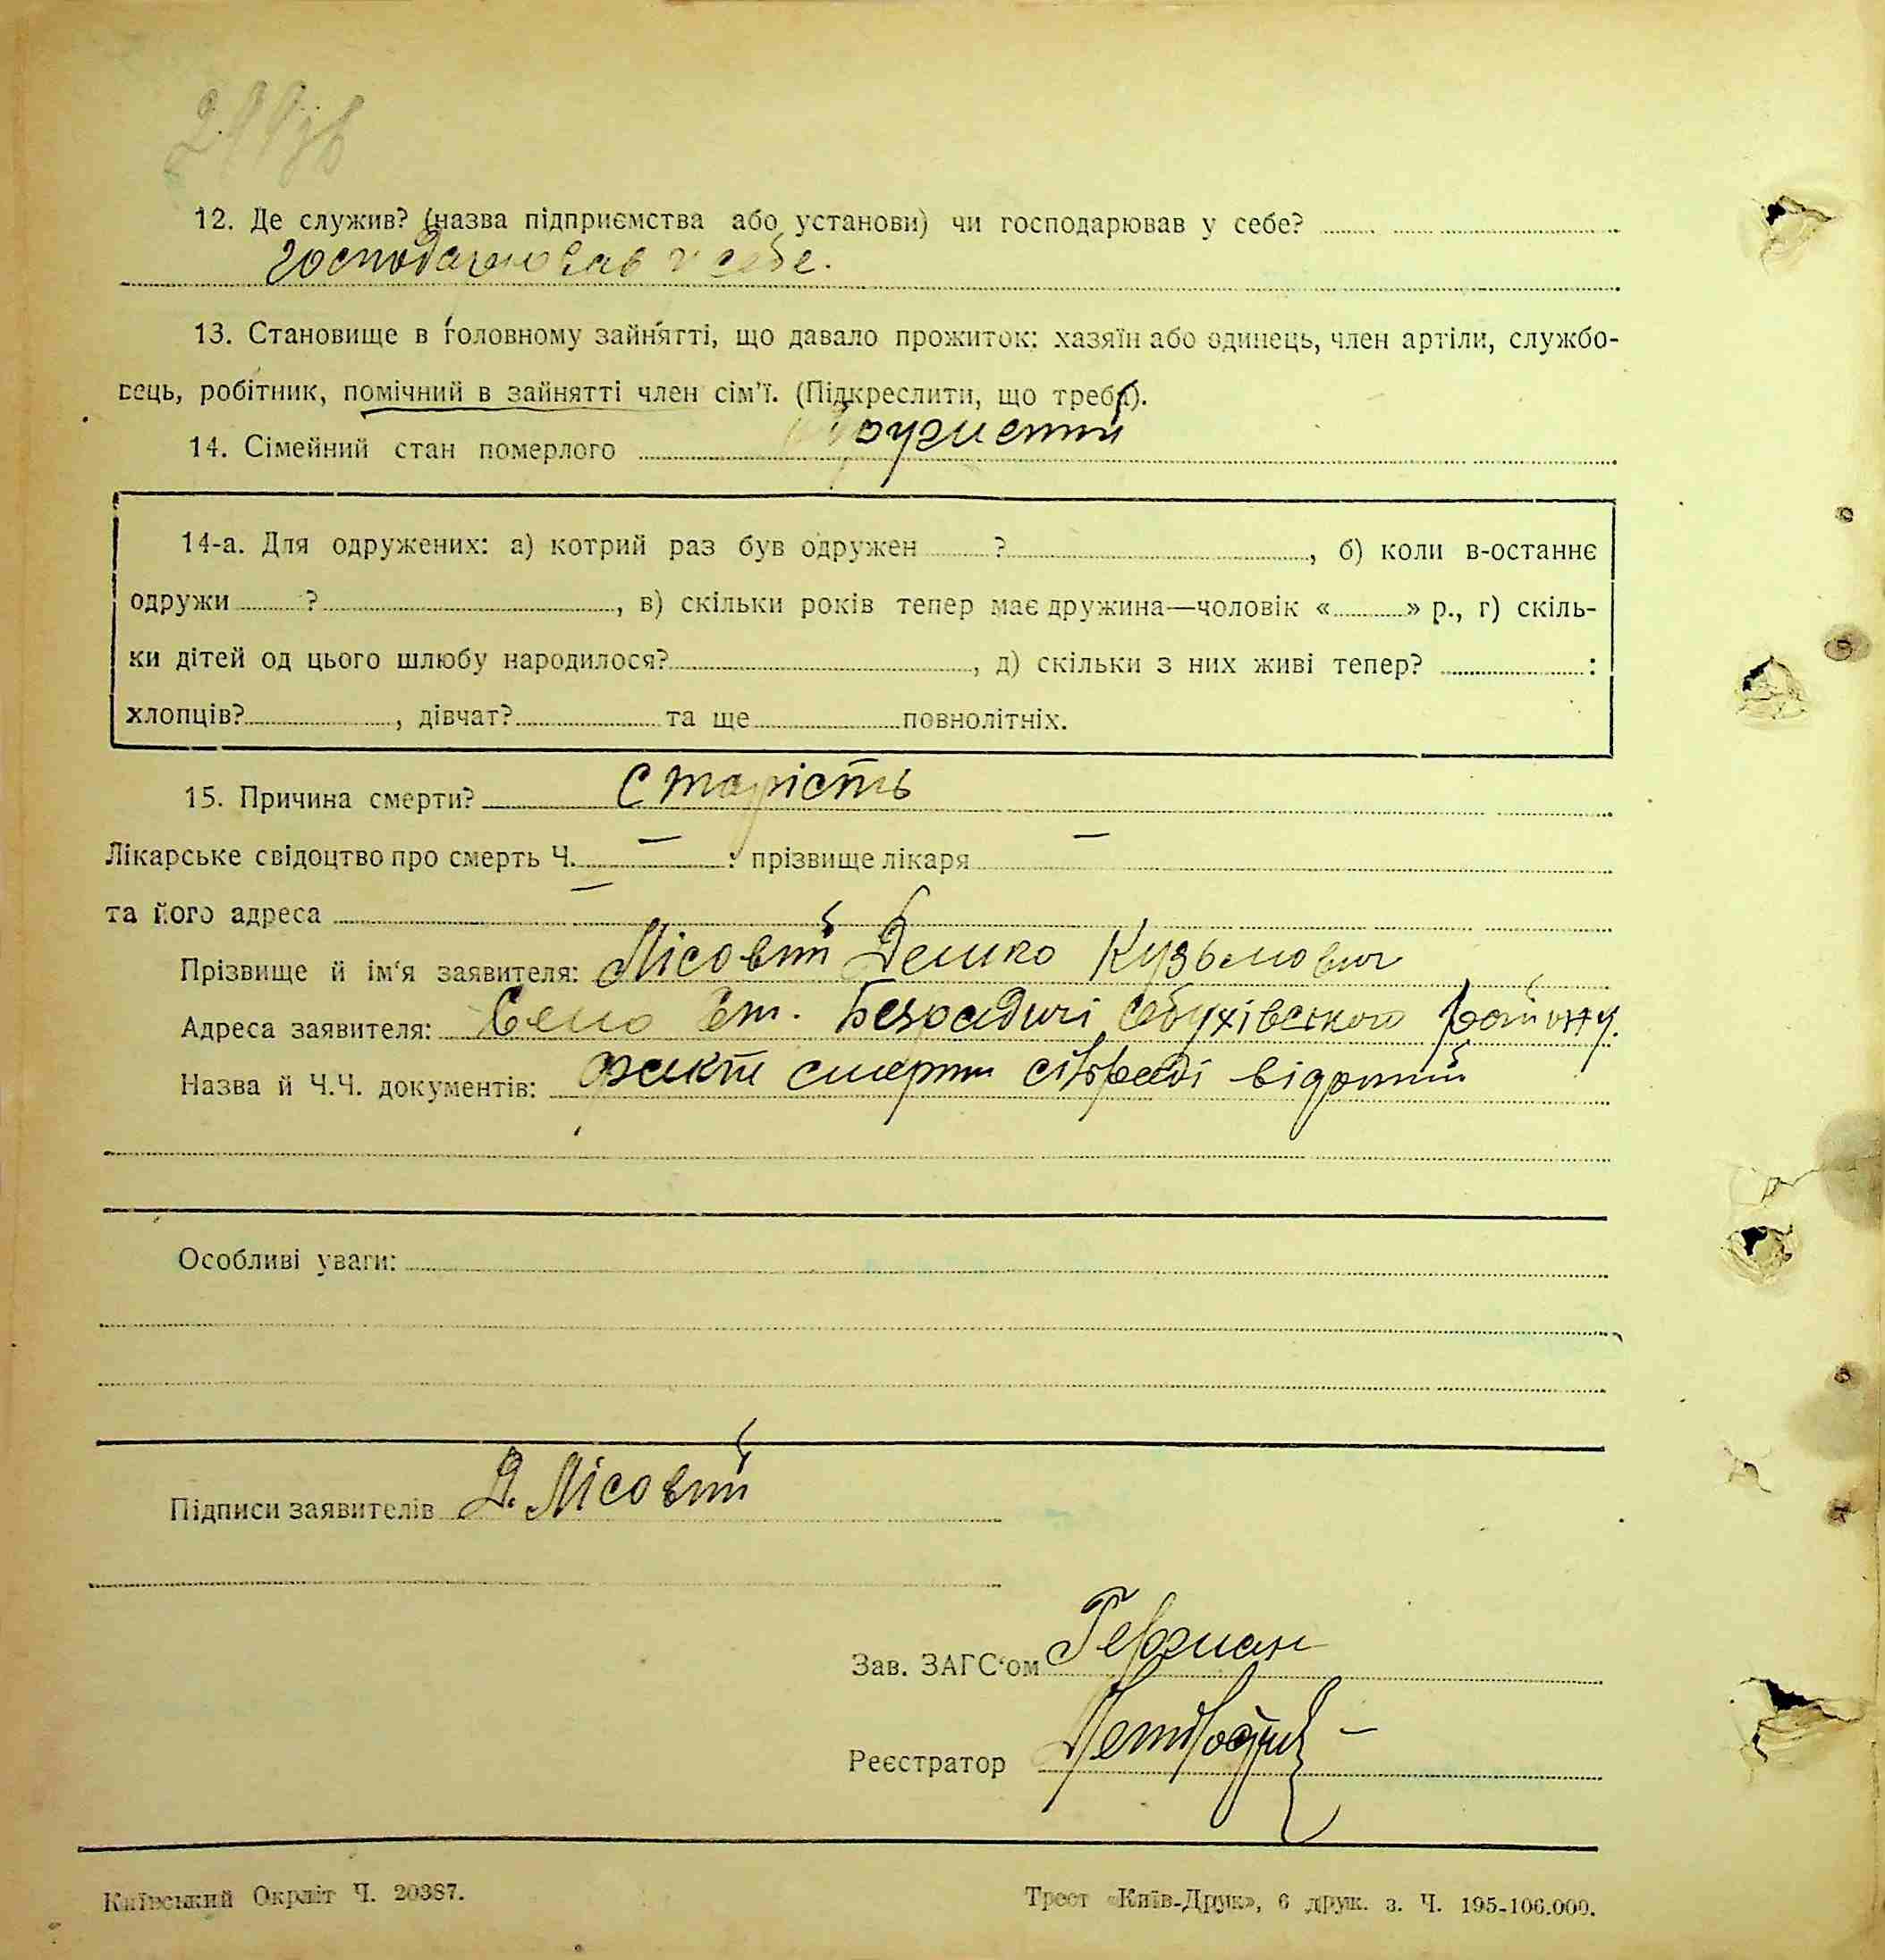 12. Де служив? (назва підприємства або установи) чи господарював у себе?
господарював у себе.
13. Становище в головному зайнятті, що давало прожиток: хазяїн або одинець, член артіли, службо-
вець, робітник, помічний в зайнятті член сім'ї. (Підкреслити, що треба).
14. Сімейний стан померлого
14-а. Для одружених: а) котрий раз був одружен ?, б) коли в-останнє
одружи ?, в) скільки років тепер має дружина—чоловік « » р., г) скіль-
ки дітей од цього шлюбу народилося?, д) скільки з них живі тепер? :
хлопців?, дівчат? та ще повнолітніх.
15. Причина смерти? Старість
Лікарське свідоцтво про смерть Ч. — : прізвище лікаря —
та його адреса —
Прізвище й ім'я заявителя: Лісовий Демко Кузьмович
Адреса заявителя: Село Ст. Безрадичі Обухівського району.
Назва й Ч.Ч. документів: факт смерти сільраді відомий
Особливі уваги:
Підписи заявителів Д. Лісовий
Зав. ЗАГС'ом Герман
Реєстратор
Київський Окрліт Ч. 20387.
Трест «Київ-Друк», 6 друк. з. Ч. 195-106.000.